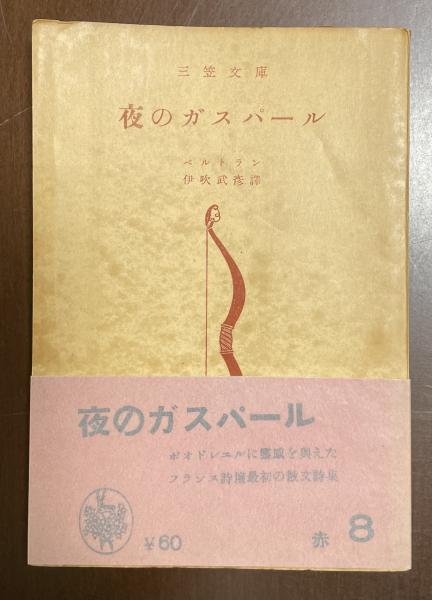 三笠文庫
夜のガスパール
ベルトラン
伊吹武彦譯
夜のガスパール
ボオドレエルに靈感を與えた
フランス詩壇最初の散文詩集
¥60
赤 8